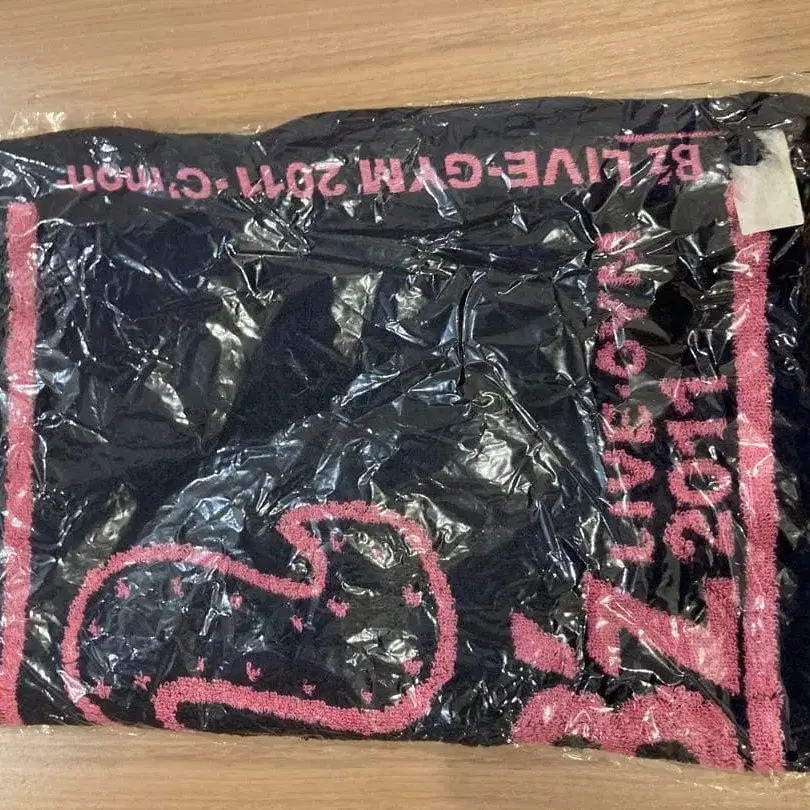 B'z LIVE-GYM 2011-C'mon-
LIVE-GYM
2011
B'z